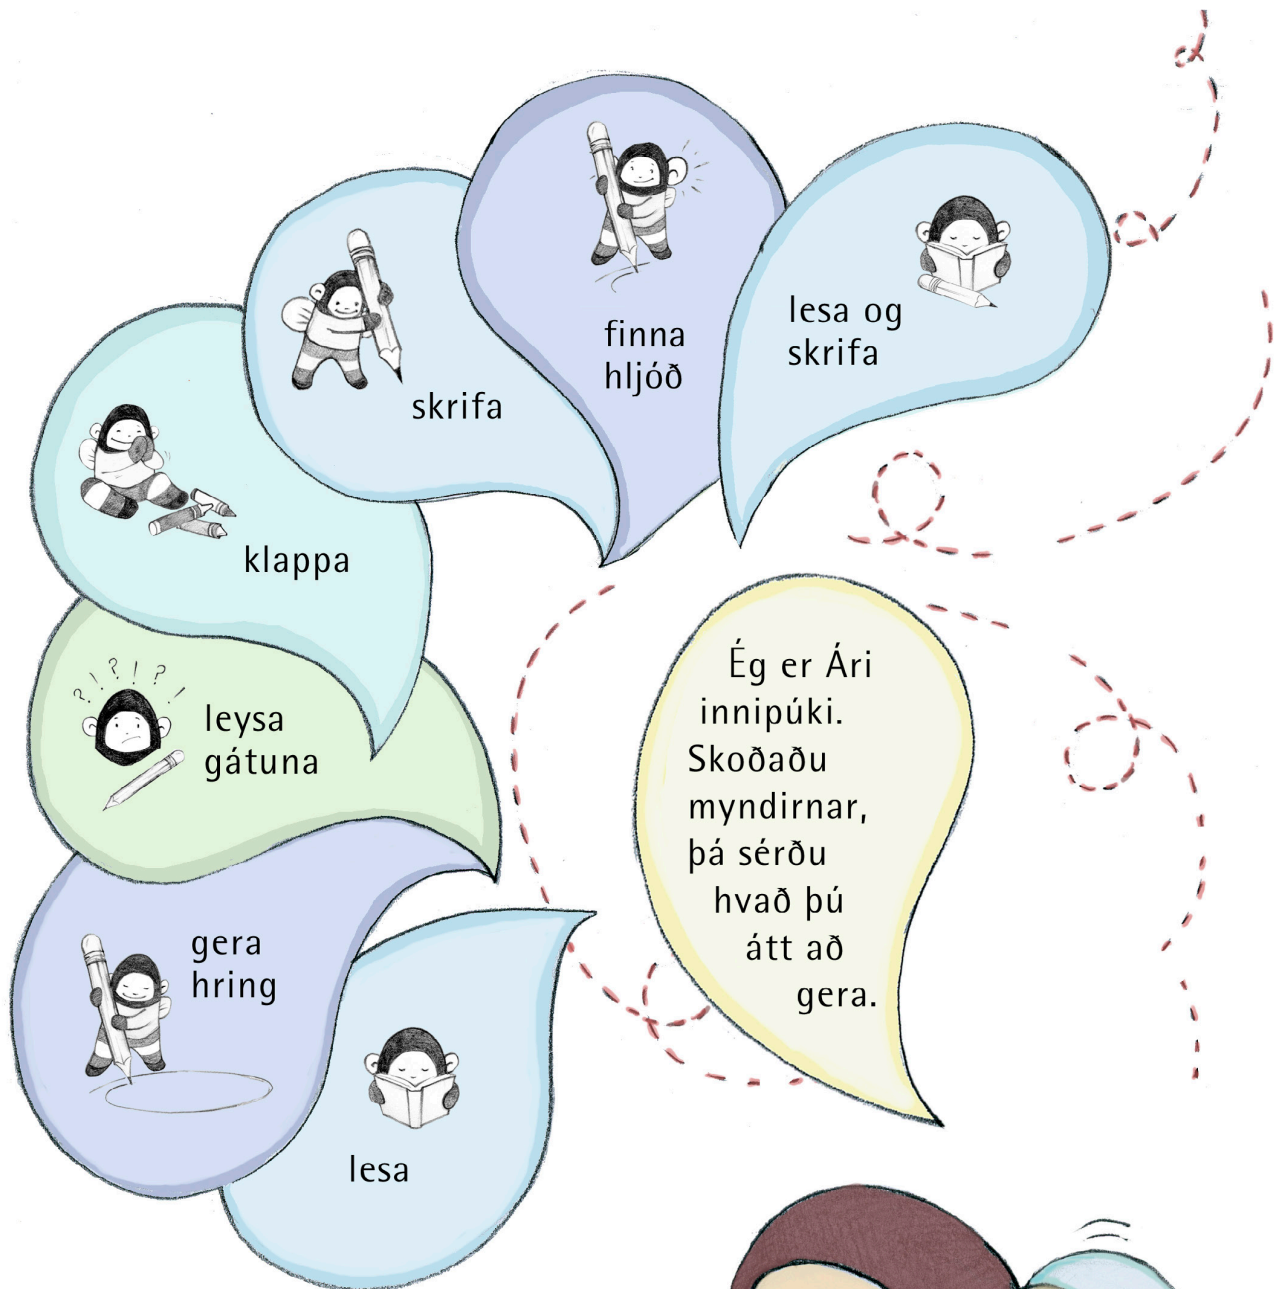 finna
hljóð
lesa og
skrifa
skrifa
klappa
leysa
gátuna
gera
hring
lesa
Ég er Ári
innipúki.
Skoðaðu
myndirnar,
þá sérðu
hvað þú
átt að
gera.